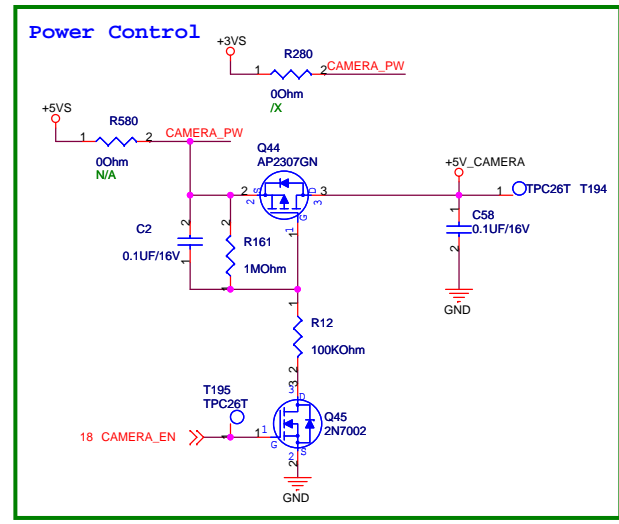 Power Control
+3VS
R280
1 2 CAMERA_PW
0Ohm
/X
+5VS
R580
1 2 CAMERA_PW
0Ohm
N/A
Q44
AP2307GN
+5V_CAMERA
2 S D 3 1 TPC26T T194
2 3
G
1
1
C2
2
1
0.1UF/16V
2
R161
1
1MOhm
C58
1
2
0.1UF/16V
GND
1
R12
100KOhm
2
3
3 D
T195
TPC26T
1
Q45
2N7002
18 CAMERA_EN 1 1
G S
2
2
GND